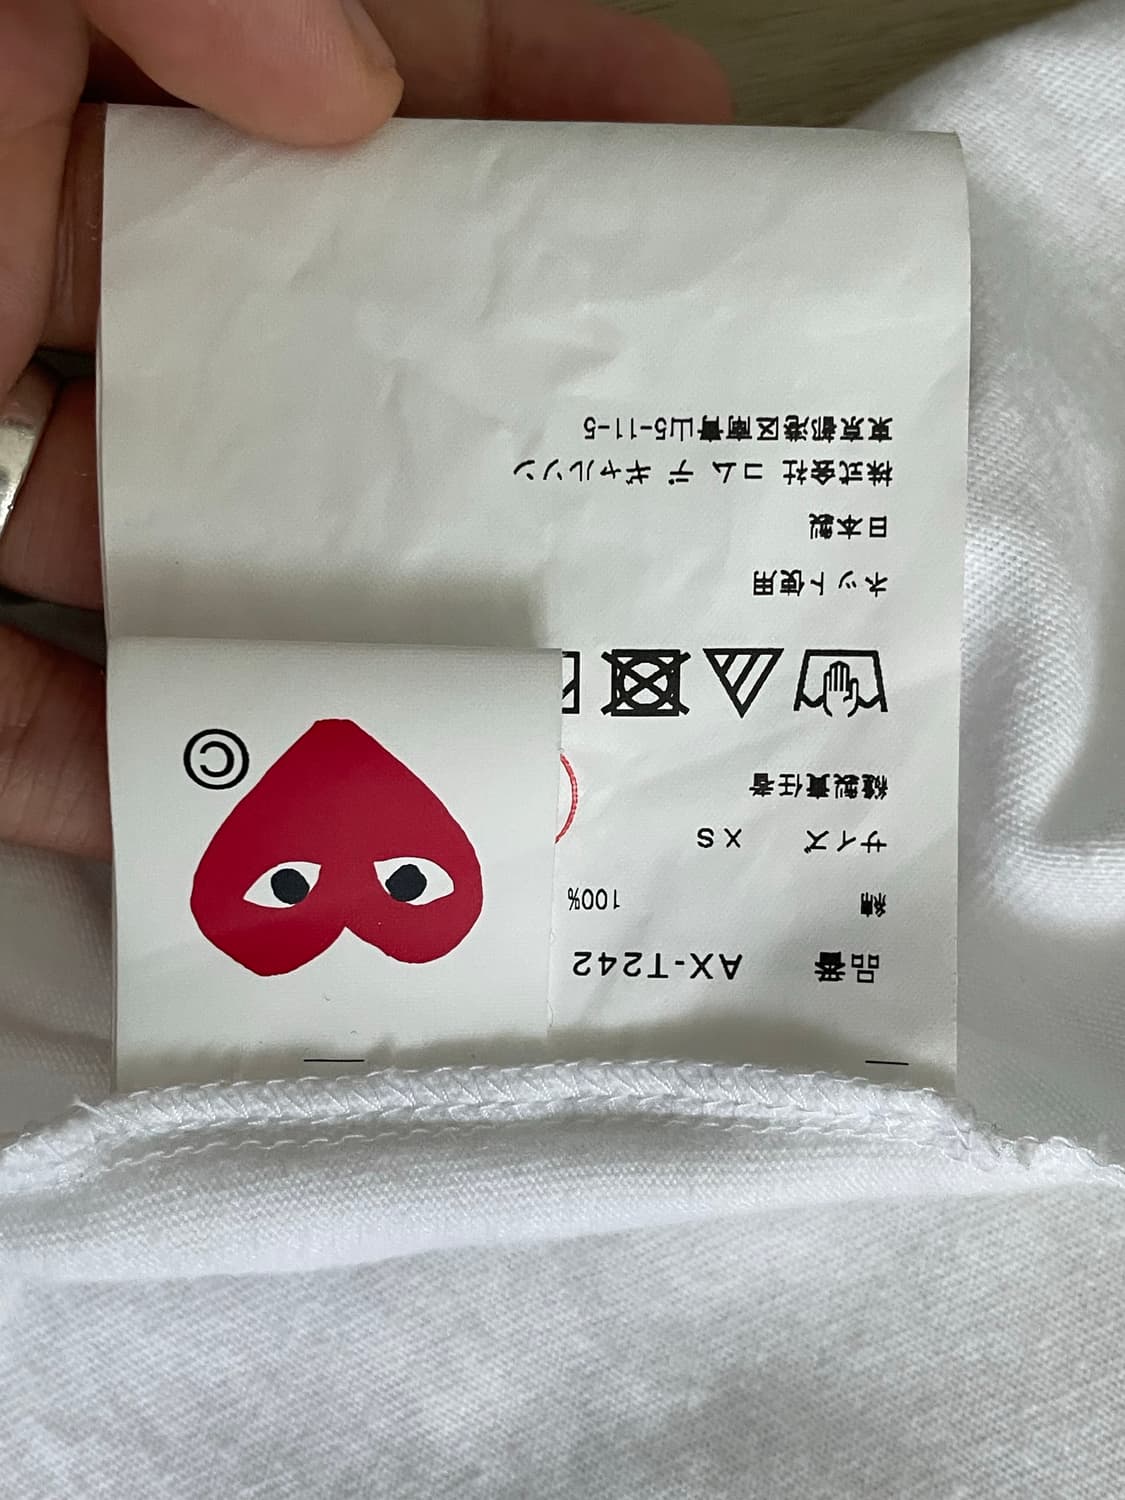 品番 AX-T242
綿 100%
サイズ XS
縫製責任者
ネット使用
日本製
株式会社 コム デ ギャルソン
東京都港区南青山5-11-5
©